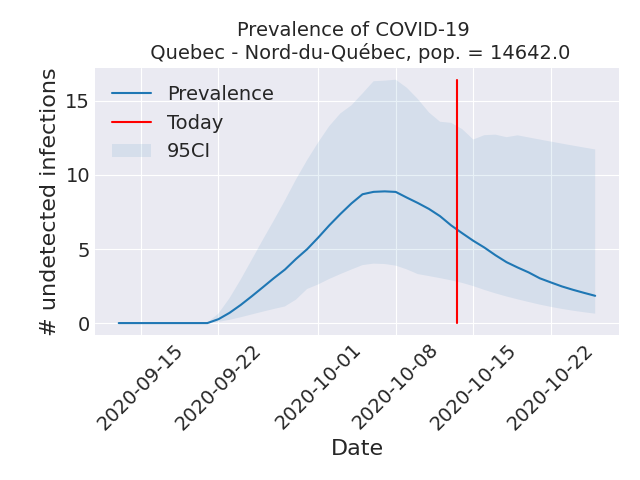 Prevalence of COVID-19
Quebec - Nord-du-Québec, pop. = 14642.0
# undetected infections
15
10
5
0
Prevalence
Today
95CI
2020-09-15
2020-09-22
2020-10-01
2020-10-08
2020-10-15
2020-10-22
Date